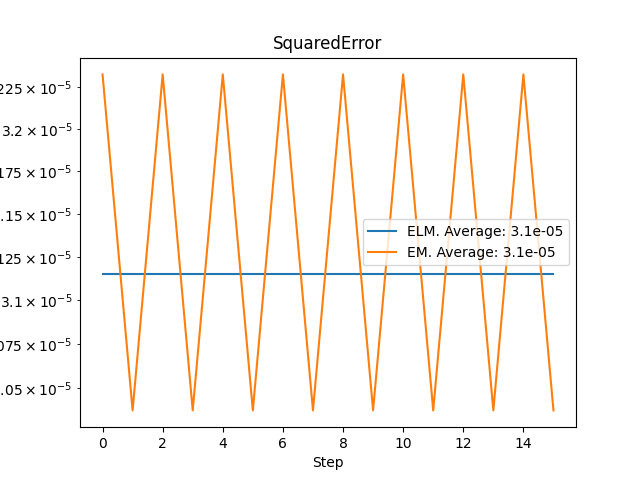 SquaredError
225 × 10⁻⁵
3.2 × 10⁻⁵
175 × 10⁻⁵
.15 × 10⁻⁵
125 × 10⁻⁵
3.1 × 10⁻⁵
075 × 10⁻⁵
.05 × 10⁻⁵
ELM. Average: 3.1e-05
EM. Average: 3.1e-05
0 2 4 6 8 10 12 14
Step